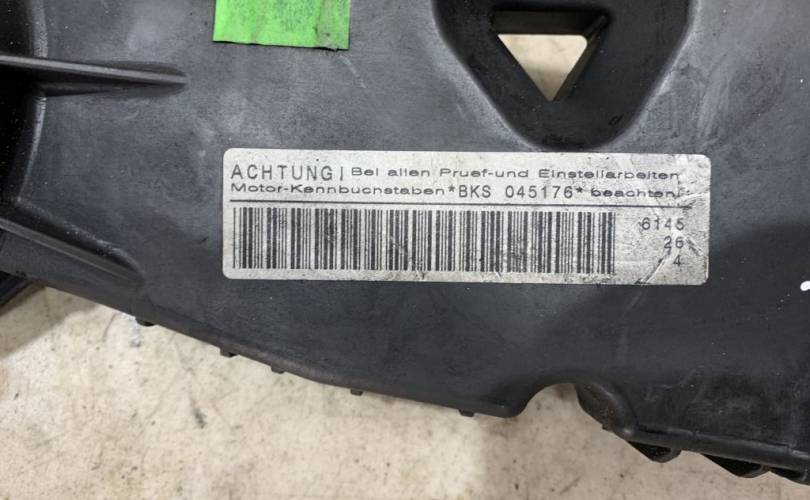 ACHTUNG! Bei allen Pruef-und Einstellarbeiten
Motor-Kennbuchstaben *BKS 045176* beachten!
6145
26
4